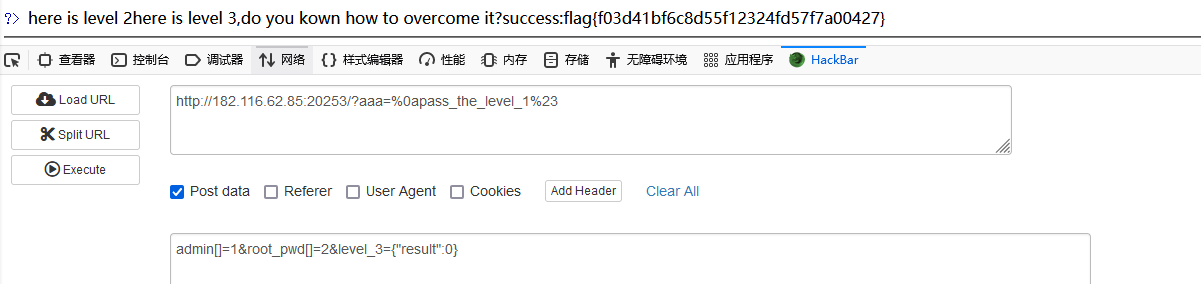 ?> here is level 2here is level 3,do you kown how to overcome it?success:flag{f03d41bf6c8d55f12324fd57f7a00427}
查看器 控制台 调试器 网络 样式编辑器 性能 内存 存储 无障碍环境 应用程序 HackBar
Load URL
Split URL
Execute
http://182.116.62.85:20253/?aaa=%0apass_the_level_1%23
Post data Referer User Agent Cookies Add Header Clear All
admin[]=1&root_pwd[]=2&level_3={"result":0}